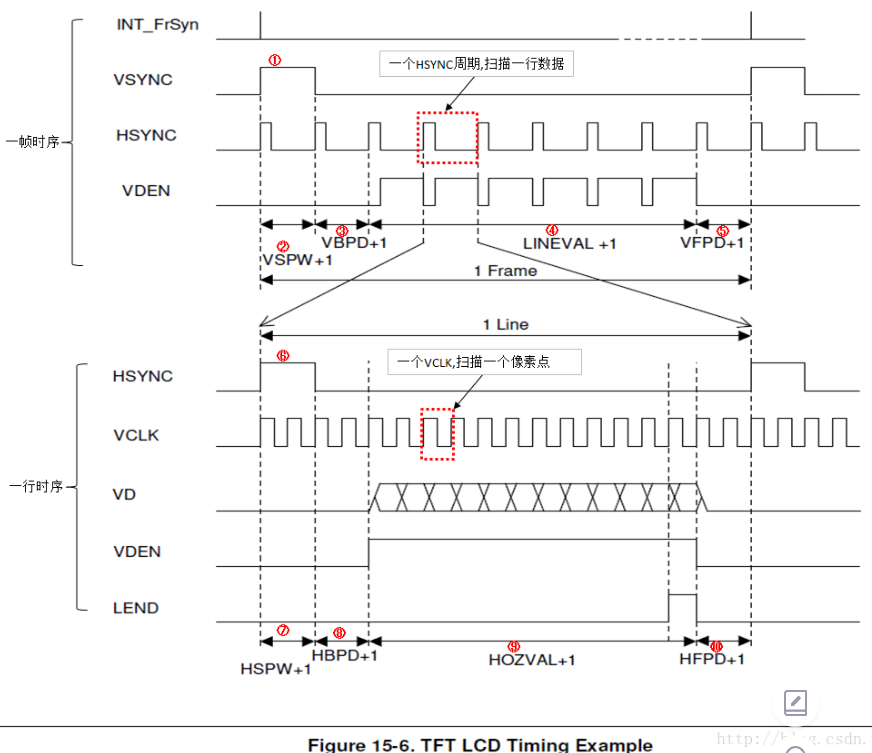 INT_FrSyn
①
一个HSYNC周期,扫描一行数据
VSYNC
一帧时序
HSYNC
VDEN
② ③ ④ ⑤
VSPW+1 VBPD+1 LINEVAL +1 VFPD+1
1 Frame
1 Line
⑥
一个VCLK,扫描一个像素点
HSYNC
VCLK
一行时序
VD
VDEN
LEND
⑦ ⑧ ⑨ ⑩
HSPW+1 HBPD+1 HOZVAL+1 HFPD+1
Figure 15-6. TFT LCD Timing Example